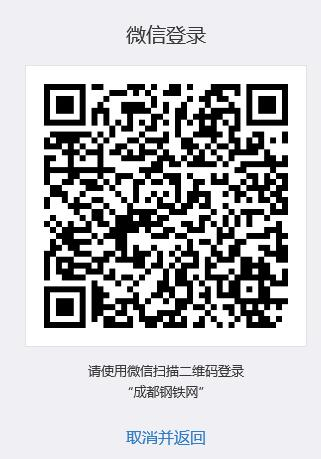 微信登录
请使用微信扫描二维码登录
“成都钢铁网”
取消并返回